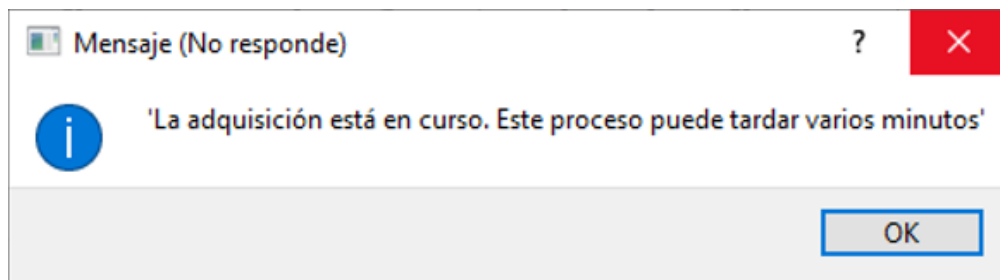 Mensaje (No responde) ?
'La adquisición está en curso. Este proceso puede tardar varios minutos'
OK